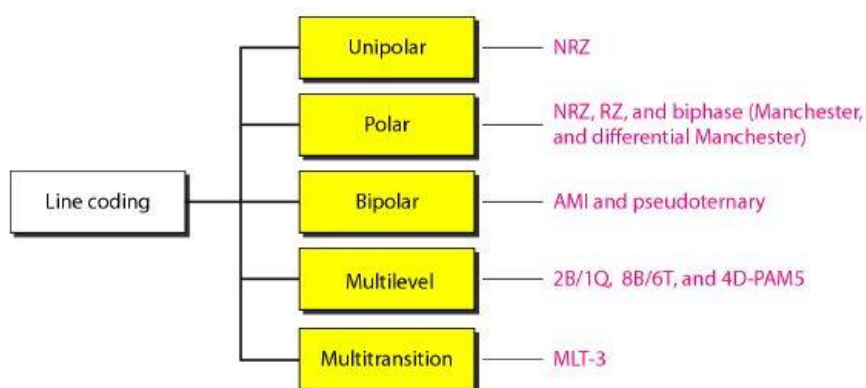 Line coding
Unipolar
NRZ
Polar
NRZ, RZ, and biphase (Manchester,
and differential Manchester)
Bipolar
AMI and pseudoternary
Multilevel
2B/1Q, 8B/6T, and 4D-PAM5
Multitransition
MLT-3